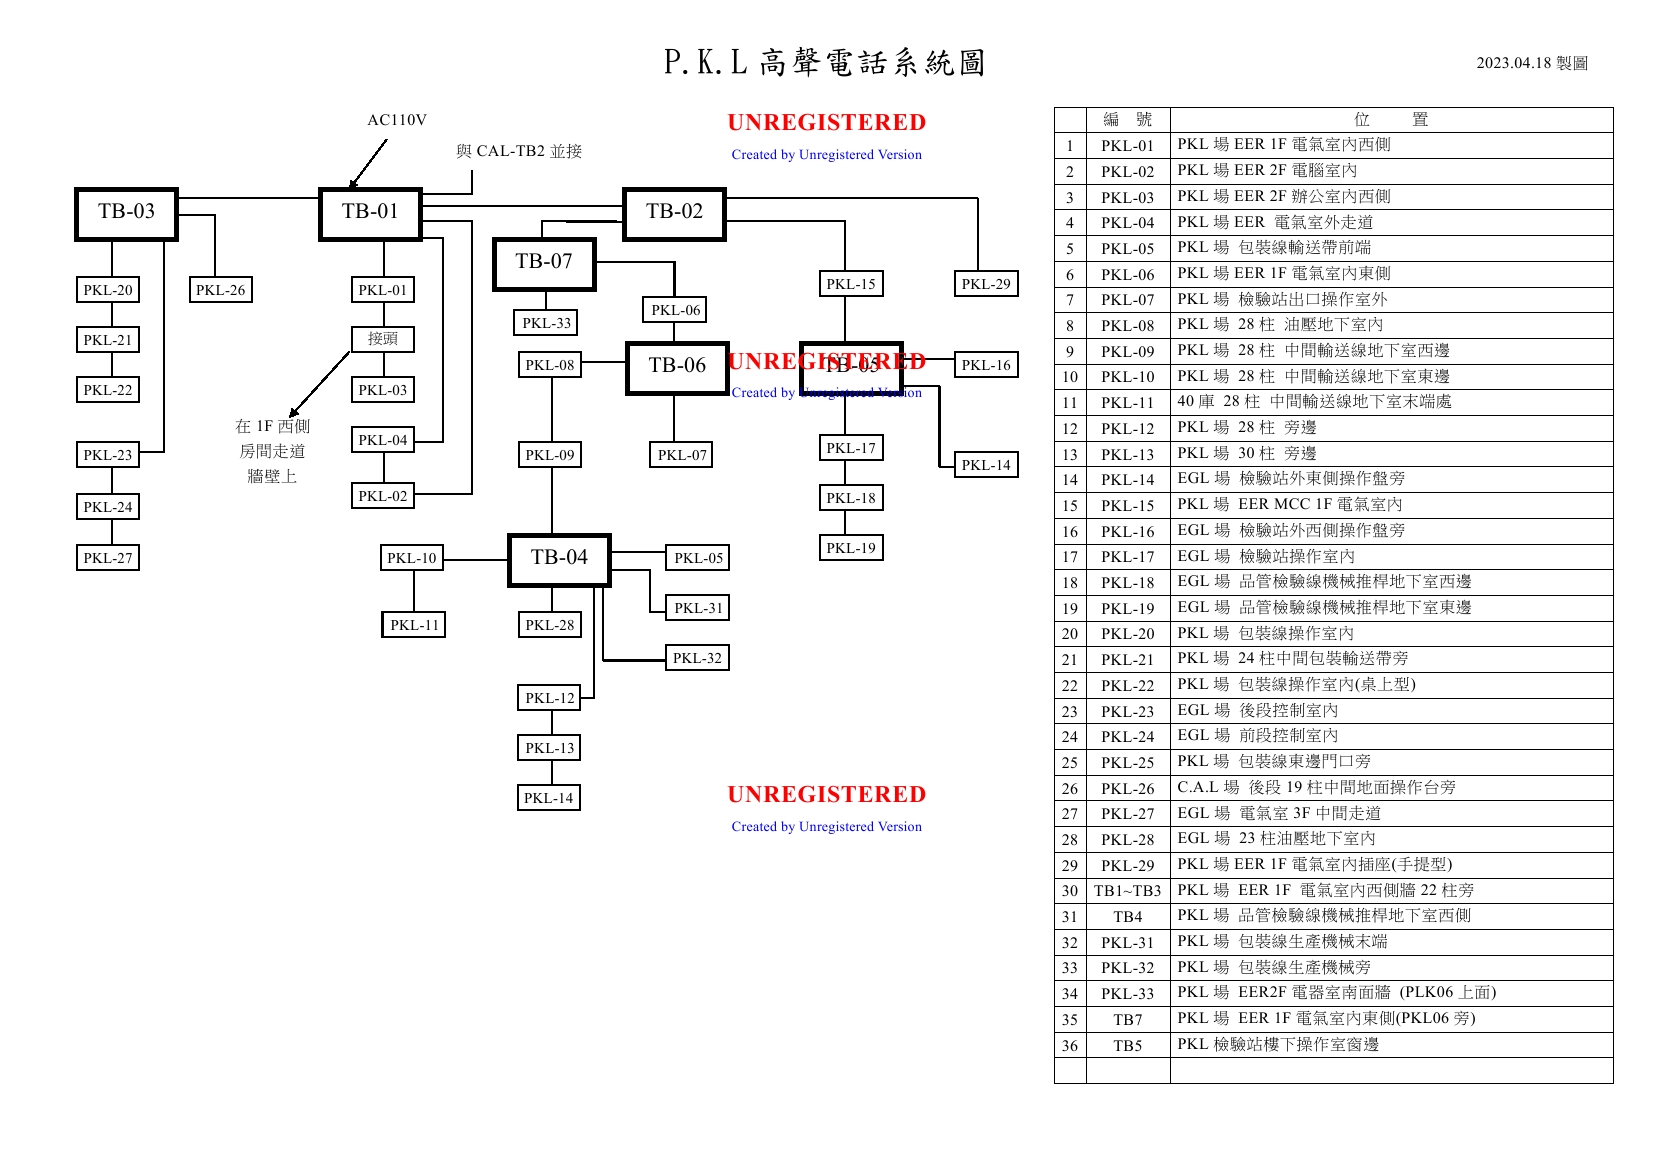 P.K.L 高聲電話系統圖
2023.04.18 製圖
AC110V
UNREGISTERED
與 CAL-TB2 並接
Created by Unregistered Version
TB-03
TB-01
TB-02
TB-07
PKL-20
PKL-26
PKL-01
PKL-15
PKL-29
PKL-06
PKL-33
PKL-21
接頭
PKL-08
TB-06
UNREGISTERED
TB-05
PKL-16
PKL-22
PKL-03
Created by Unregistered Version
在 1F 西側
房間走道
牆壁上
PKL-04
PKL-23
PKL-09
PKL-07
PKL-17
PKL-14
PKL-24
PKL-02
PKL-18
PKL-27
PKL-10
TB-04
PKL-05
PKL-19
PKL-11
PKL-28
PKL-31
PKL-32
PKL-12
PKL-13
PKL-14
UNREGISTERED
Created by Unregistered Version
編 號 位 置
1 PKL-01 PKL 場 EER 1F 電氣室內西側
2 PKL-02 PKL 場 EER 2F 電腦室內
3 PKL-03 PKL 場 EER 2F 辦公室內西側
4 PKL-04 PKL 場 EER 電氣室外走道
5 PKL-05 PKL 場 包裝線輸送帶前端
6 PKL-06 PKL 場 EER 1F 電氣室內東側
7 PKL-07 PKL 場 檢驗站出口操作室外
8 PKL-08 PKL 場 28 柱 油壓地下室內
9 PKL-09 PKL 場 28 柱 中間輸送線地下室西邊
10 PKL-10 PKL 場 28 柱 中間輸送線地下室東邊
11 PKL-11 40 庫 28 柱 中間輸送線地下室末端處
12 PKL-12 PKL 場 28 柱 旁邊
13 PKL-13 PKL 場 30 柱 旁邊
14 PKL-14 EGL 場 檢驗站外東側操作盤旁
15 PKL-15 PKL 場 EER MCC 1F 電氣室內
16 PKL-16 EGL 場 檢驗站外西側操作盤旁
17 PKL-17 EGL 場 檢驗站操作室內
18 PKL-18 EGL 場 品管檢驗線機械推桿地下室西邊
19 PKL-19 EGL 場 品管檢驗線機械推桿地下室東邊
20 PKL-20 PKL 場 包裝線操作室內
21 PKL-21 PKL 場 24 柱中間包裝輸送帶旁
22 PKL-22 PKL 場 包裝線操作室內(桌上型)
23 PKL-23 EGL 場 後段控制室內
24 PKL-24 EGL 場 前段控制室內
25 PKL-25 PKL 場 包裝線東邊門口旁
26 PKL-26 C.A.L 場 後段 19 柱中間地面操作台旁
27 PKL-27 EGL 場 電氣室 3F 中間走道
28 PKL-28 EGL 場 23 柱油壓地下室內
29 PKL-29 PKL 場 EER 1F 電氣室內插座(手提型)
30 TB1~TB3 PKL 場 EER 1F 電氣室內西側牆 22 柱旁
31 TB4 PKL 場 品管檢驗線機械推桿地下室西側
32 PKL-31 PKL 場 包裝線生產機械末端
33 PKL-32 PKL 場 包裝線生產機械旁
34 PKL-33 PKL 場 EER2F 電器室南面牆 (PLK06 上面)
35 TB7 PKL 場 EER 1F 電氣室內東側(PKL06 旁)
36 TB5 PKL 檢驗站樓下操作室窗邊